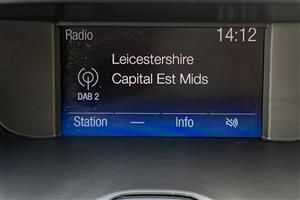 Radio 14:12
Leicestershire
Capital Est Mids
DAB 2
Station — Info